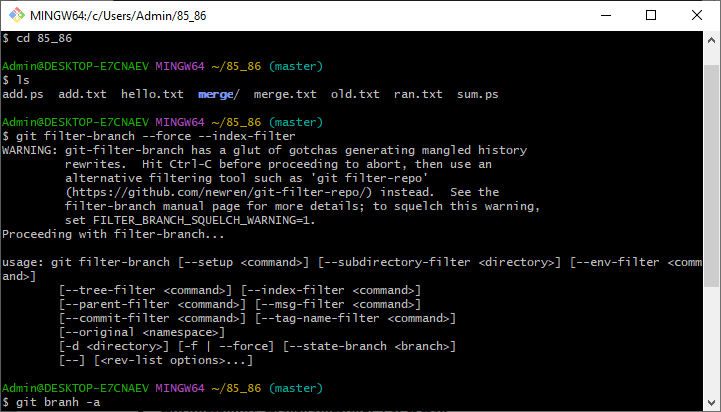 MINGW64:/c/Users/Admin/85_86
$ cd 85_86
Admin@DESKTOP-E7CNAEV MINGW64 ~/85_86 (master)
$ ls
add.ps  add.txt  hello.txt  merge/  merge.txt  old.txt  ran.txt  sum.ps
Admin@DESKTOP-E7CNAEV MINGW64 ~/85_86 (master)
$ git filter-branch --force --index-filter
WARNING: git-filter-branch has a glut of gotchas generating mangled history
         rewrites.  Hit Ctrl-C before proceeding to abort, then use an
         alternative filtering tool such as 'git filter-repo'
         (https://github.com/newren/git-filter-repo/) instead.  See the
         filter-branch manual page for more details; to squelch this warning,
         set FILTER_BRANCH_SQUELCH_WARNING=1.
Proceeding with filter-branch...
usage: git filter-branch [--setup <command>] [--subdirectory-filter <directory>] [--env-filter <comm
and>]
        [--tree-filter <command>] [--index-filter <command>]
        [--parent-filter <command>] [--msg-filter <command>]
        [--commit-filter <command>] [--tag-name-filter <command>]
        [--original <namespace>]
        [-d <directory>] [-f | --force] [--state-branch <branch>]
        [--] [<rev-list options>...]
Admin@DESKTOP-E7CNAEV MINGW64 ~/85_86 (master)
$ git branh -a